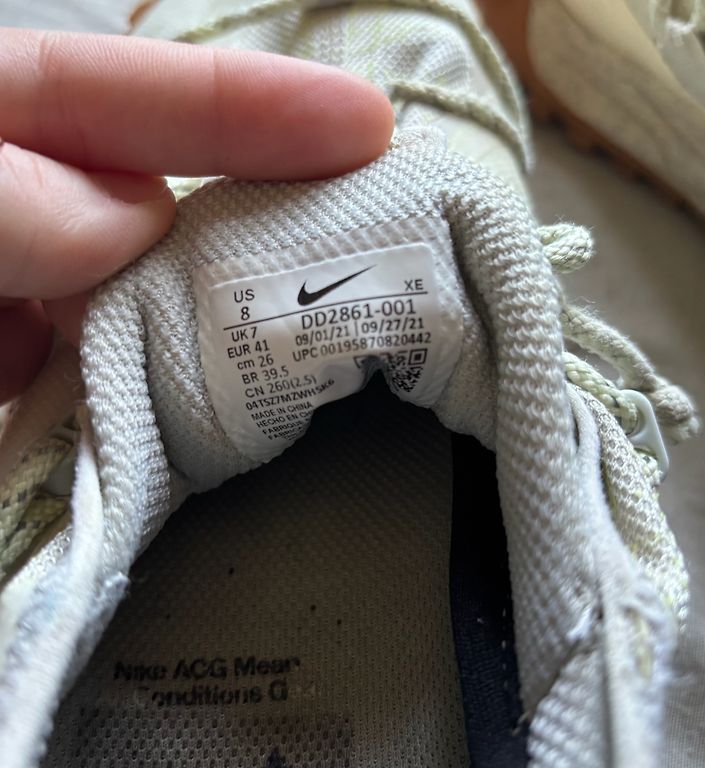 US XE
8
DD2861-001
UK 7
09/01/21 | 09/27/21
EUR 41
UPC 00195870820442
cm 26
BR 39.5
CN 260(2.5)
04TSZ7MZWH5K6
MADE IN CHINA
HECHO EN
FABRIQUÉ
Nike ACG Mean
Conditions